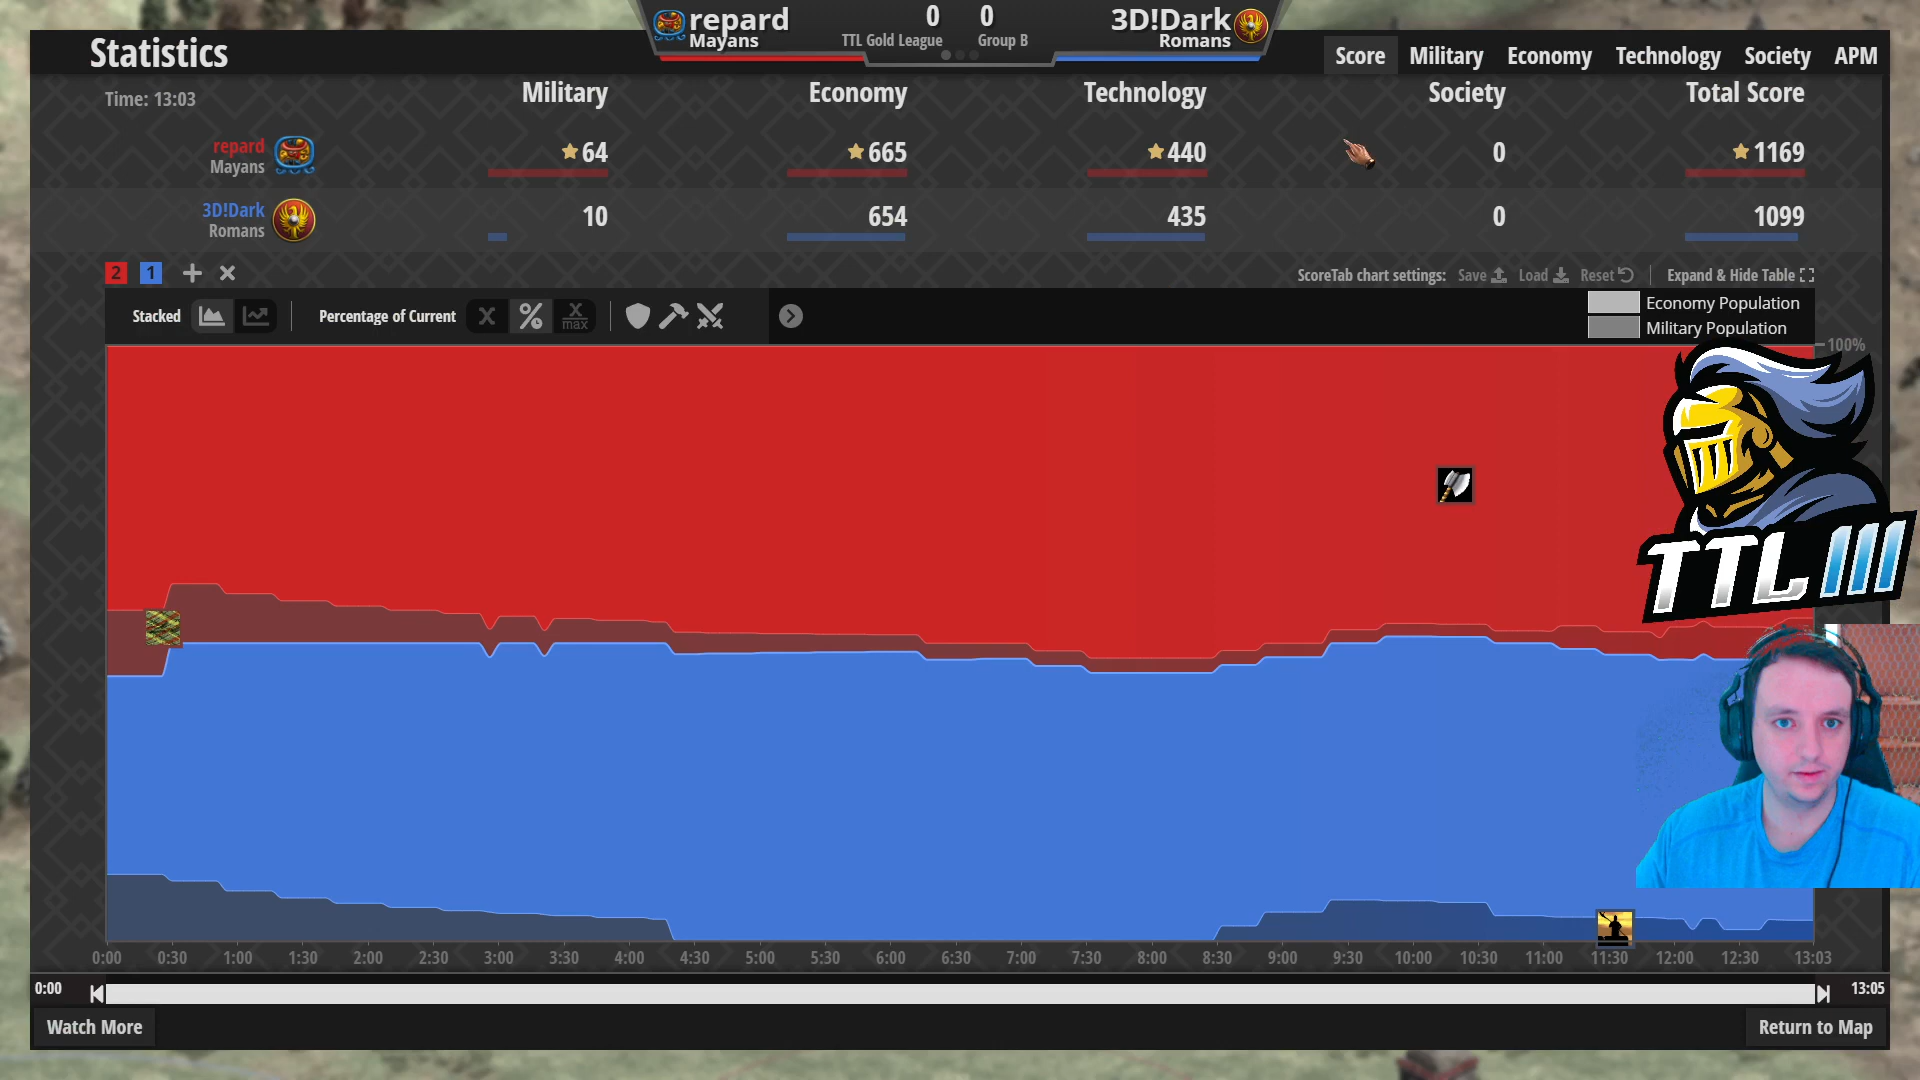 repard
Mayans
0 0
TTL Gold League Group B
3D!Dark
Romans
Statistics
Score Military Economy Technology Society APM
Time: 13:03
Military Economy Technology Society Total Score
repard
Mayans
64 665 440 0 1169
3D!Dark
Romans
10 654 435 0 1099
2 1
ScoreTab chart settings: Save Load Reset Expand & Hide Table
Stacked Percentage of Current X % X max
Economy Population
Military Population
100%
TTL III
0:00 0:30 1:00 1:30 2:00 2:30 3:00 3:30 4:00 4:30 5:00 5:30 6:00 6:30 7:00 7:30 8:00 8:30 9:00 9:30 10:00 10:30 11:00 11:30 12:00 12:30 13:03
0:00 13:05
Watch More Return to Map